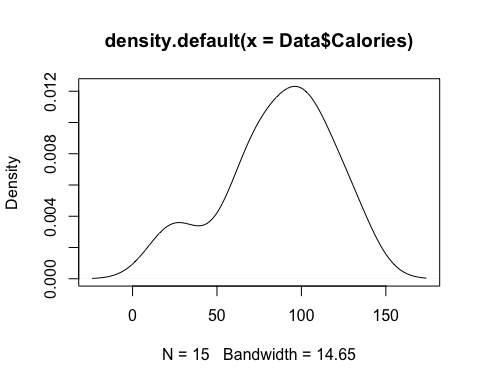 density.default(x = Data$Calories)
Density
0.012
0.008
0.004
0.000
0 50 100 150
N = 15 Bandwidth = 14.65